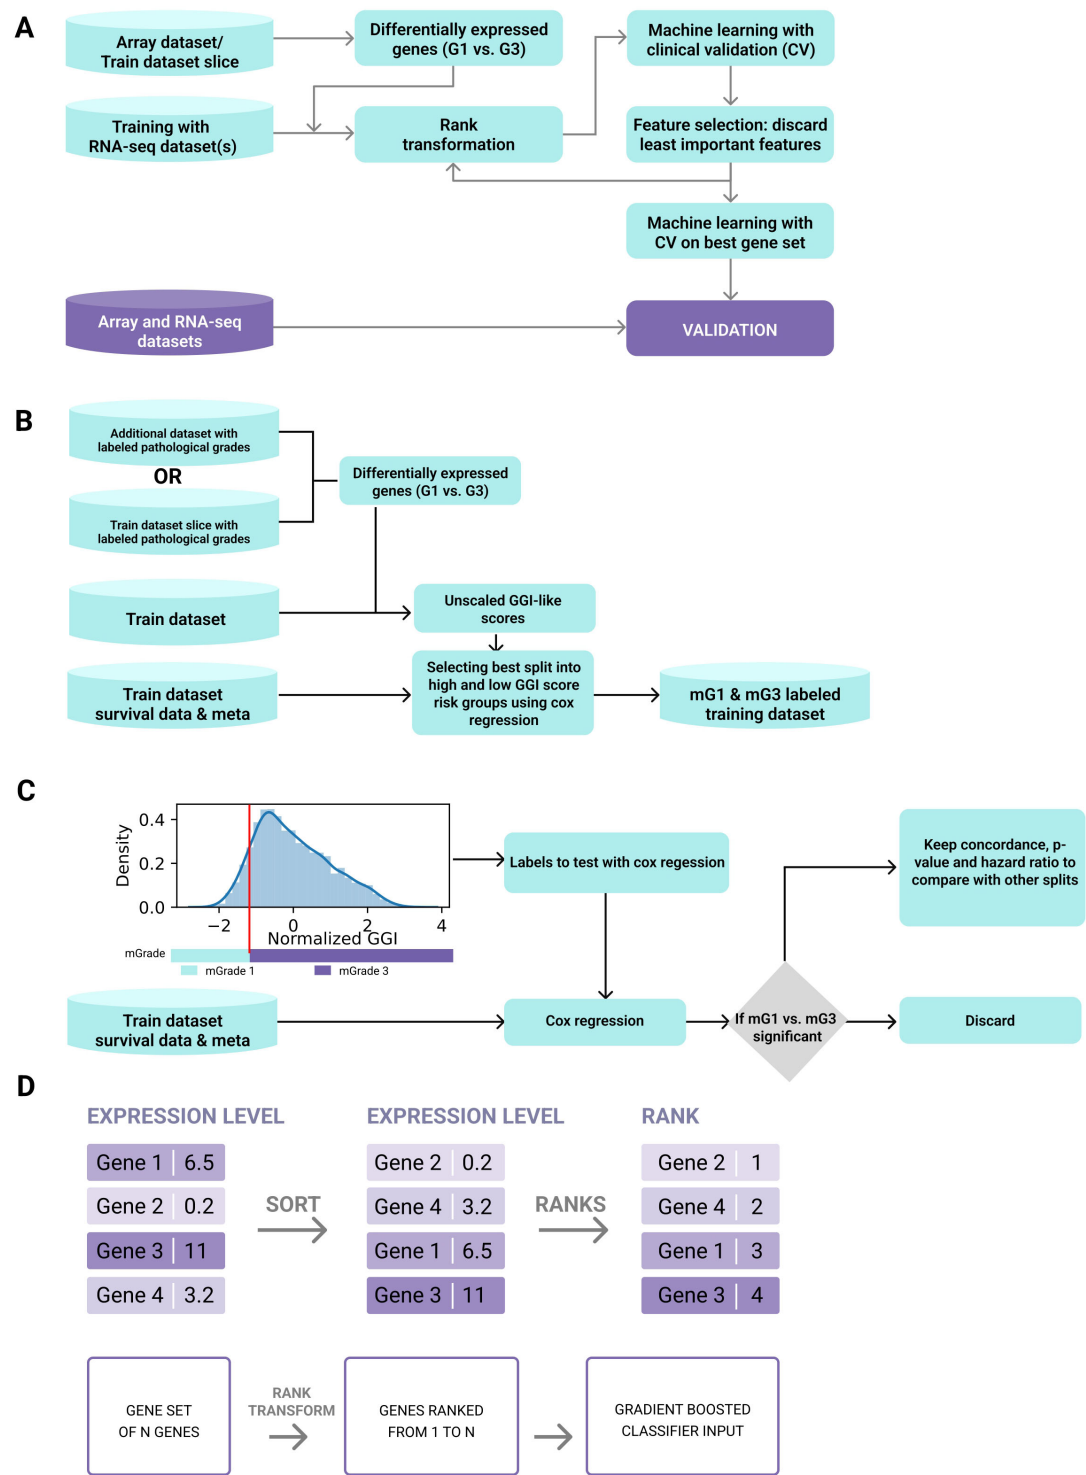 A
Array dataset/
Train dataset slice
Differentially expressed
genes (G1 vs. G3)
Machine learning with
clinical validation (CV)
Training with
RNA-seq dataset(s)
Rank
transformation
Feature selection: discard
least important features
Machine learning with
CV on best gene set
Array and RNA-seq
datasets
VALIDATION
B
Additional dataset with
labeled pathological grades
OR
Train dataset slice with
labeled pathological grades
Differentially expressed
genes (G1 vs. G3)
Train dataset
Unscaled GGI-like
scores
Train dataset
survival data & meta
Selecting best split into
high and low GGI score
risk groups using cox
regression
mG1 & mG3 labeled
training dataset
C
Density
0.4
0.2
0.0
−2 0 2 4
Normalized GGI
mGrade
mGrade 1
mGrade 3
Labels to test with cox regession
Keep concordance, p-
value and hazard ratio to
compare with other splits
Train dataset
survival data & meta
Cox regression
If mG1 vs. mG3
significant
Discard
D
EXPRESSION LEVEL
Gene 1 6.5
Gene 2 0.2
Gene 3 11
Gene 4 3.2
SORT
EXPRESSION LEVEL
Gene 2 0.2
Gene 4 3.2
Gene 1 6.5
Gene 3 11
RANKS
RANK
Gene 2 1
Gene 4 2
Gene 1 3
Gene 3 4
GENE SET
OF N GENES
RANK
TRANSFORM
GENES RANKED
FROM 1 TO N
GRADIENT BOOSTED
CLASSIFIER INPUT